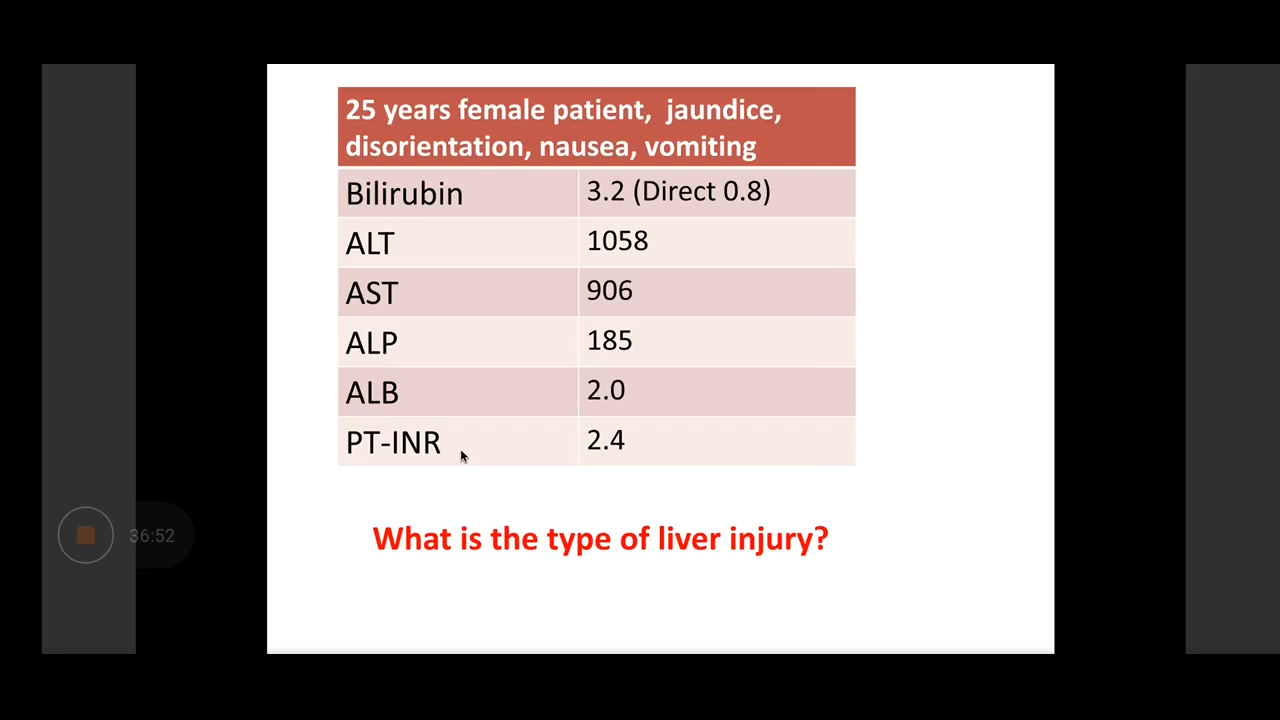 25 years female patient, jaundice,
disorientation, nausea, vomiting
Bilirubin 3.2 (Direct 0.8)
ALT 1058
AST 906
ALP 185
ALB 2.0
PT-INR 2.4
36:52
What is the type of liver injury?